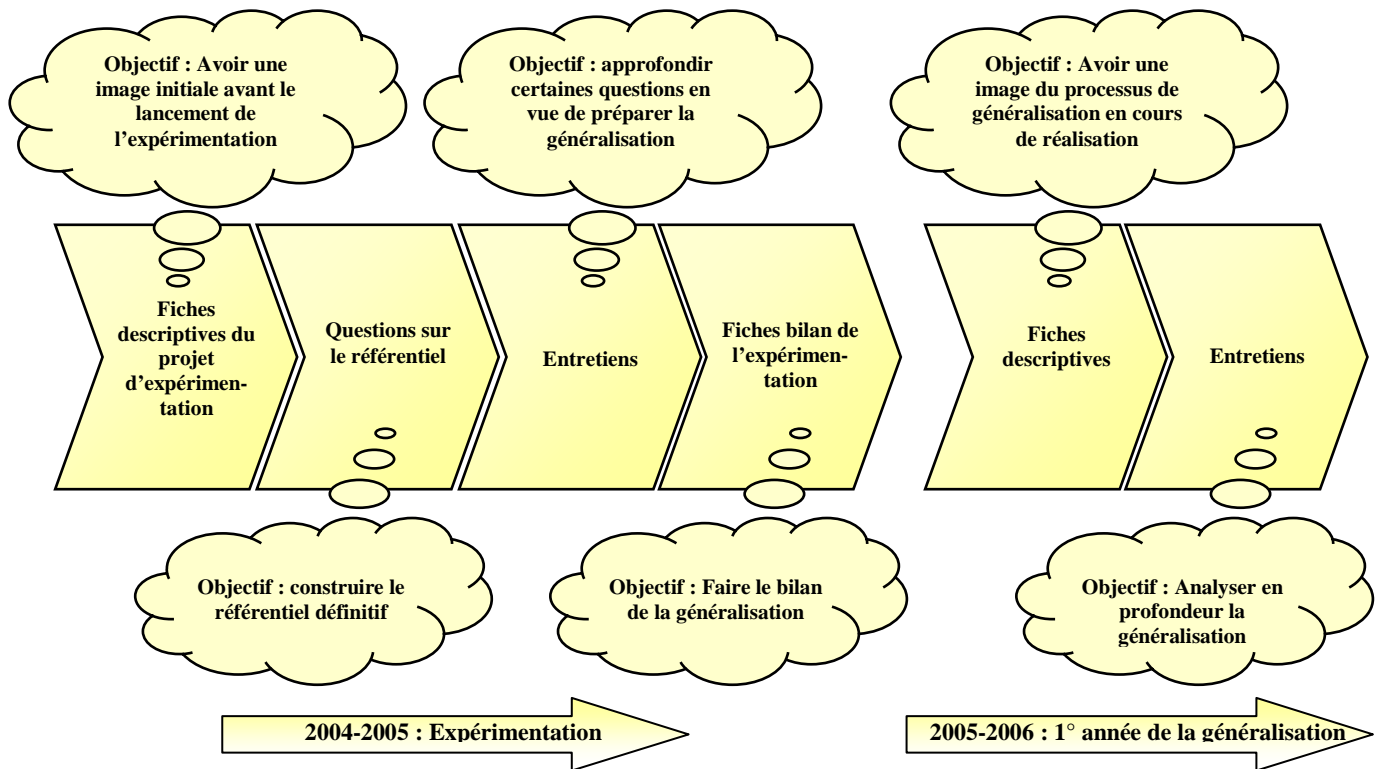 Objectif : Avoir une
image initiale avant le
lancement de
l’expérimentation
Objectif : approfondir
certaines questions en
vue de préparer la
généralisation
Objectif : Avoir une
image du processus de
généralisation en cours
de réalisation
Fiches
descriptives du
projet
d’expérimen-
tation
Questions sur
le référentiel
Entretiens
Fiches bilan de
l’expérimen-
tation
Fiches
descriptives
Entretiens
Objectif : construire le
référentiel définitif
Objectif : Faire le bilan
de la généralisation
Objectif : Analyser en
profondeur la
généralisation
2004-2005 : Expérimentation
2005-2006 : 1° année de la généralisation